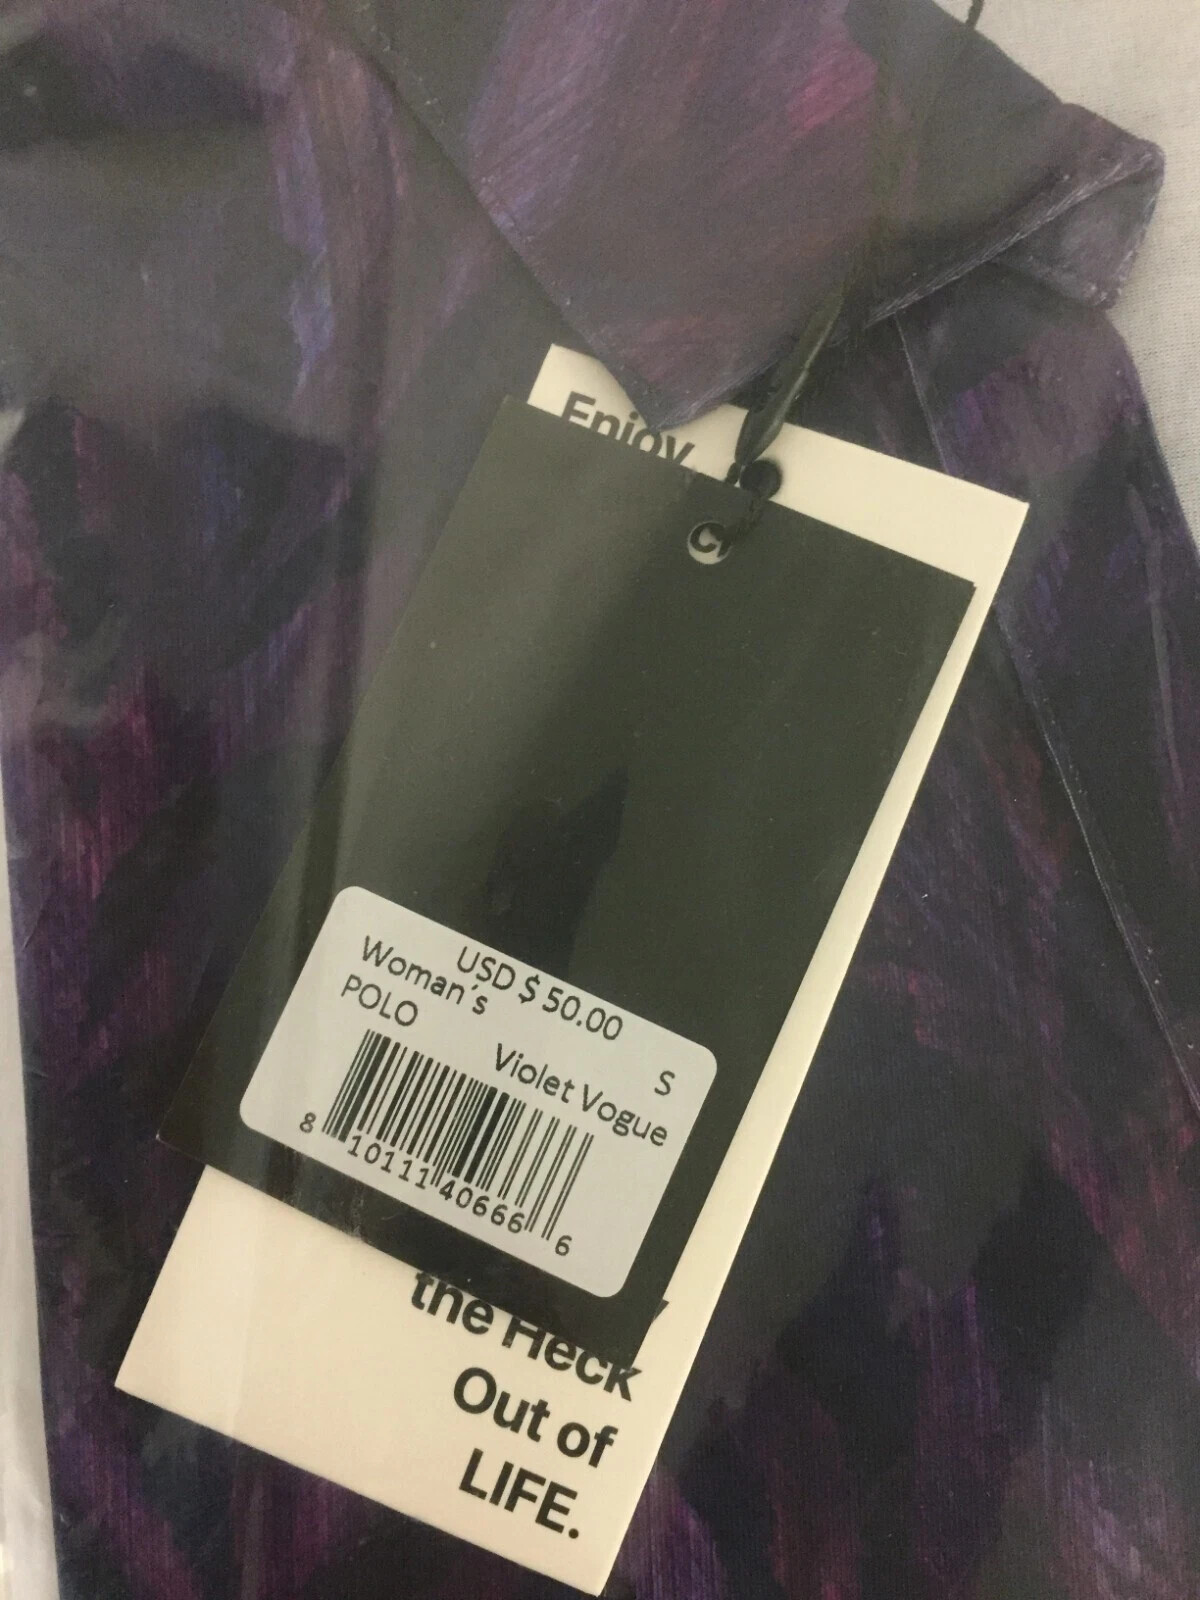 Enjoy
USD $ 50.00
Woman's
POLO
S
Violet Vogue
8 10111 40666 6
the Heck
Out of
LIFE.